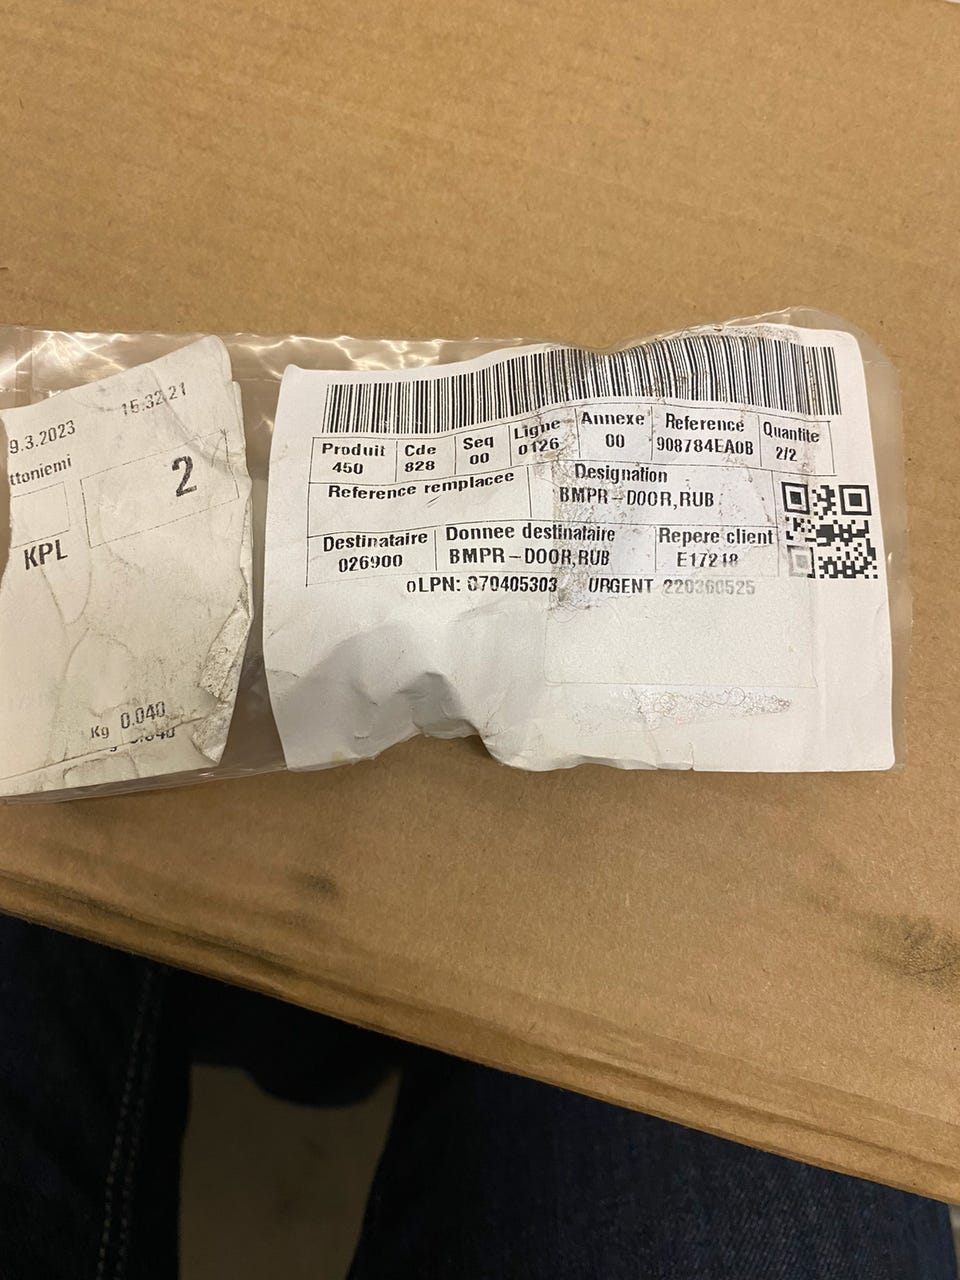 9.3.2023 15:32:21
ttoniemi
2
KPL
Kg 0.040
Produit 450
Cde 828
Seq 00
Ligne 0126
Annexe 00
Reference 908784EA0B
Quantite 2/2
Reference remplacee
Designation
BMPR-DOOR,RUB
Destinataire 026900
Donnee destinataire
BMPR-DOOR,RUB
Repere client
E17218
oLPN: 070405303 URGENT 220360525